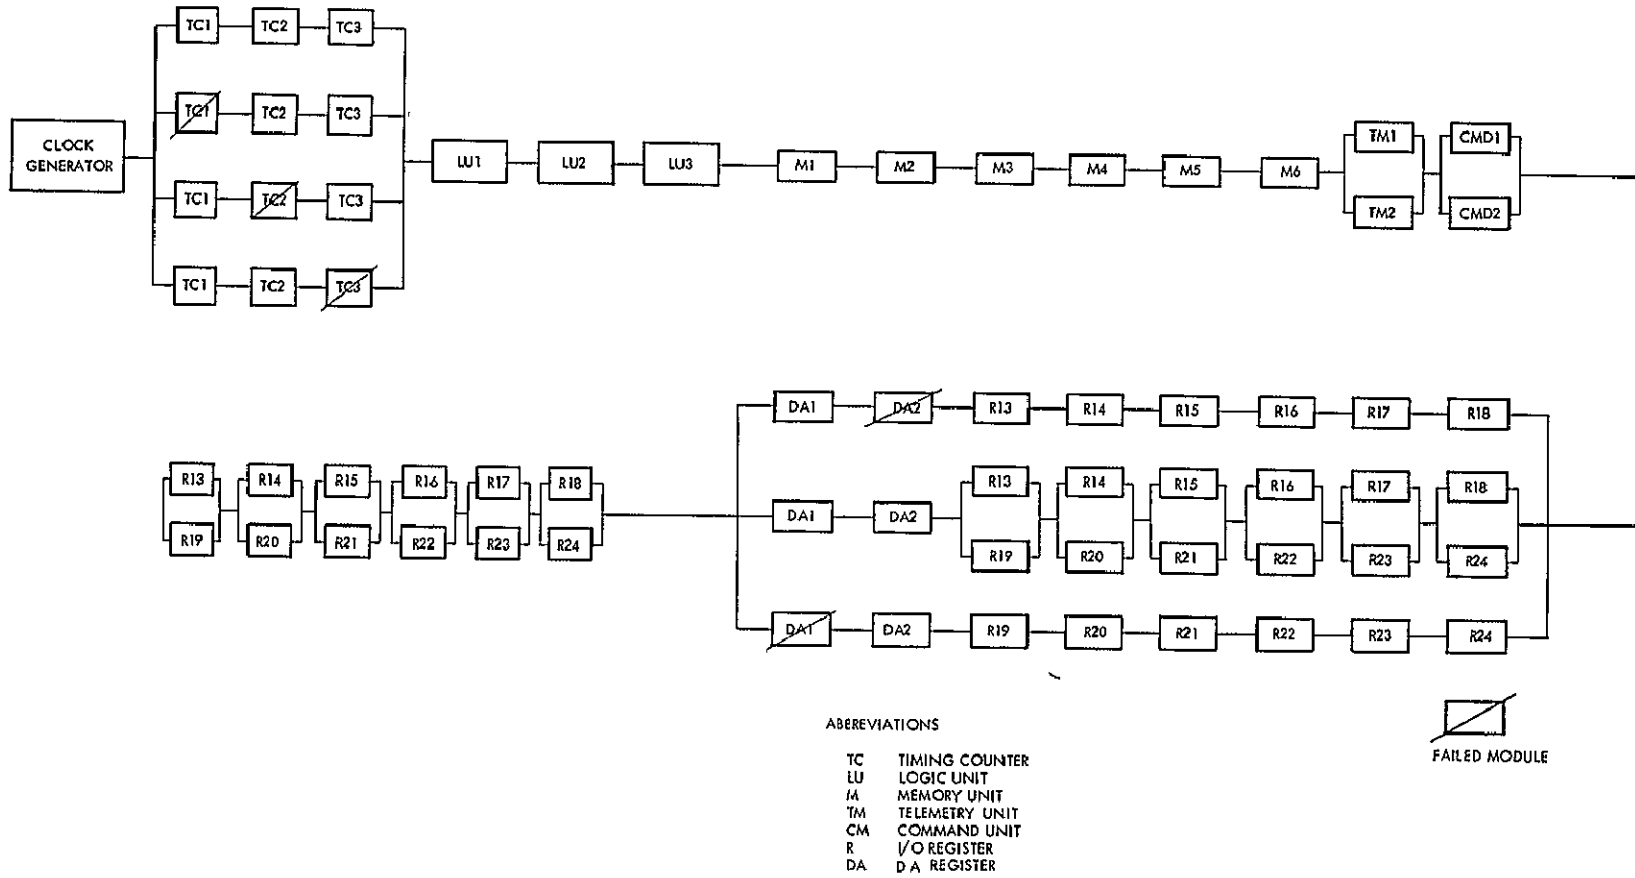 TC1 TC2 TC3
TC1 TC2 TC3
CLOCK GENERATOR
LU1 LU2 LU3 M1 M2 M3 M4 M5 M6
TM1 CMD1
TM2 CMD2
TC1 TC2 TC3
TC1 TC2 TC3
DA1 DA2 R13 R14 R15 R16 R17 R18
R13 R14 R15 R16 R17 R18
R19 R20 R21 R22 R23 R24
DA1 DA2
R13 R14 R15 R16 R17 R18
R19 R20 R21 R22 R23 R24
DA1 DA2 R19 R20 R21 R22 R23 R24
FAILED MODULE
ABEREVIATIONS
TC TIMING COUNTER
LU LOGIC UNIT
M MEMORY UNIT
TM TELEMETRY UNIT
CM COMMAND UNIT
R I/O REGISTER
DA D A REGISTER